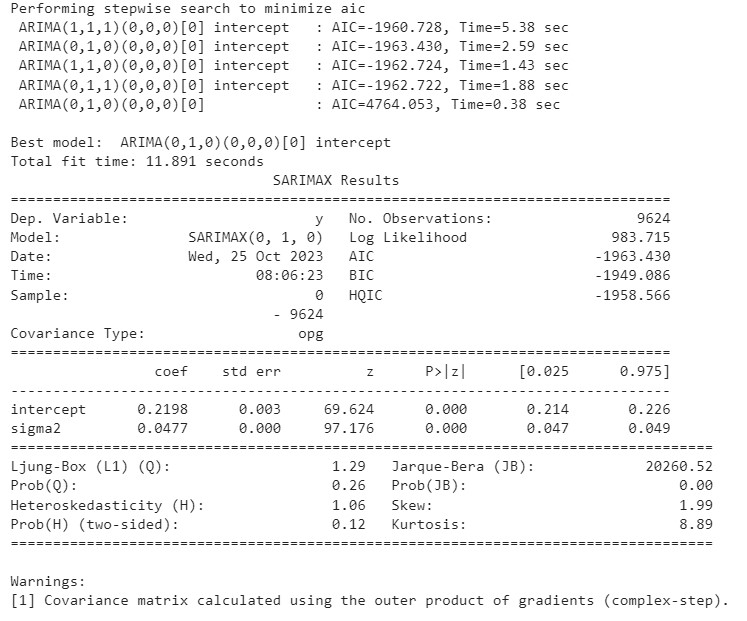 Performing stepwise search to minimize aic
 ARIMA(1,1,1)(0,0,0)[0] intercept   : AIC=-1960.728, Time=5.38 sec
 ARIMA(0,1,0)(0,0,0)[0] intercept   : AIC=-1963.430, Time=2.59 sec
 ARIMA(1,1,0)(0,0,0)[0] intercept   : AIC=-1962.724, Time=1.43 sec
 ARIMA(0,1,1)(0,0,0)[0] intercept   : AIC=-1962.722, Time=1.88 sec
 ARIMA(0,1,0)(0,0,0)[0]             : AIC=4764.053, Time=0.38 sec

Best model:  ARIMA(0,1,0)(0,0,0)[0] intercept
Total fit time: 11.891 seconds
                               SARIMAX Results
==============================================================================
Dep. Variable:                      y   No. Observations:                 9624
Model:               SARIMAX(0, 1, 0)   Log Likelihood                 983.715
Date:                Wed, 25 Oct 2023   AIC                          -1963.430
Time:                        08:06:23   BIC                          -1949.086
Sample:                             0   HQIC                         -1958.566
                               - 9624
Covariance Type:                  opg
==============================================================================
                 coef    std err          z      P>|z|      [0.025      0.975]
------------------------------------------------------------------------------
intercept      0.2198      0.003     69.624      0.000       0.214       0.226
sigma2         0.0477      0.000     97.176      0.000       0.047       0.049
===================================================================================
Ljung-Box (L1) (Q):                   1.29   Jarque-Bera (JB):             20260.52
Prob(Q):                              0.26   Prob(JB):                         0.00
Heteroskedasticity (H):               1.06   Skew:                             1.99
Prob(H) (two-sided):                  0.12   Kurtosis:                         8.89
===================================================================================

Warnings:
[1] Covariance matrix calculated using the outer product of gradients (complex-step).